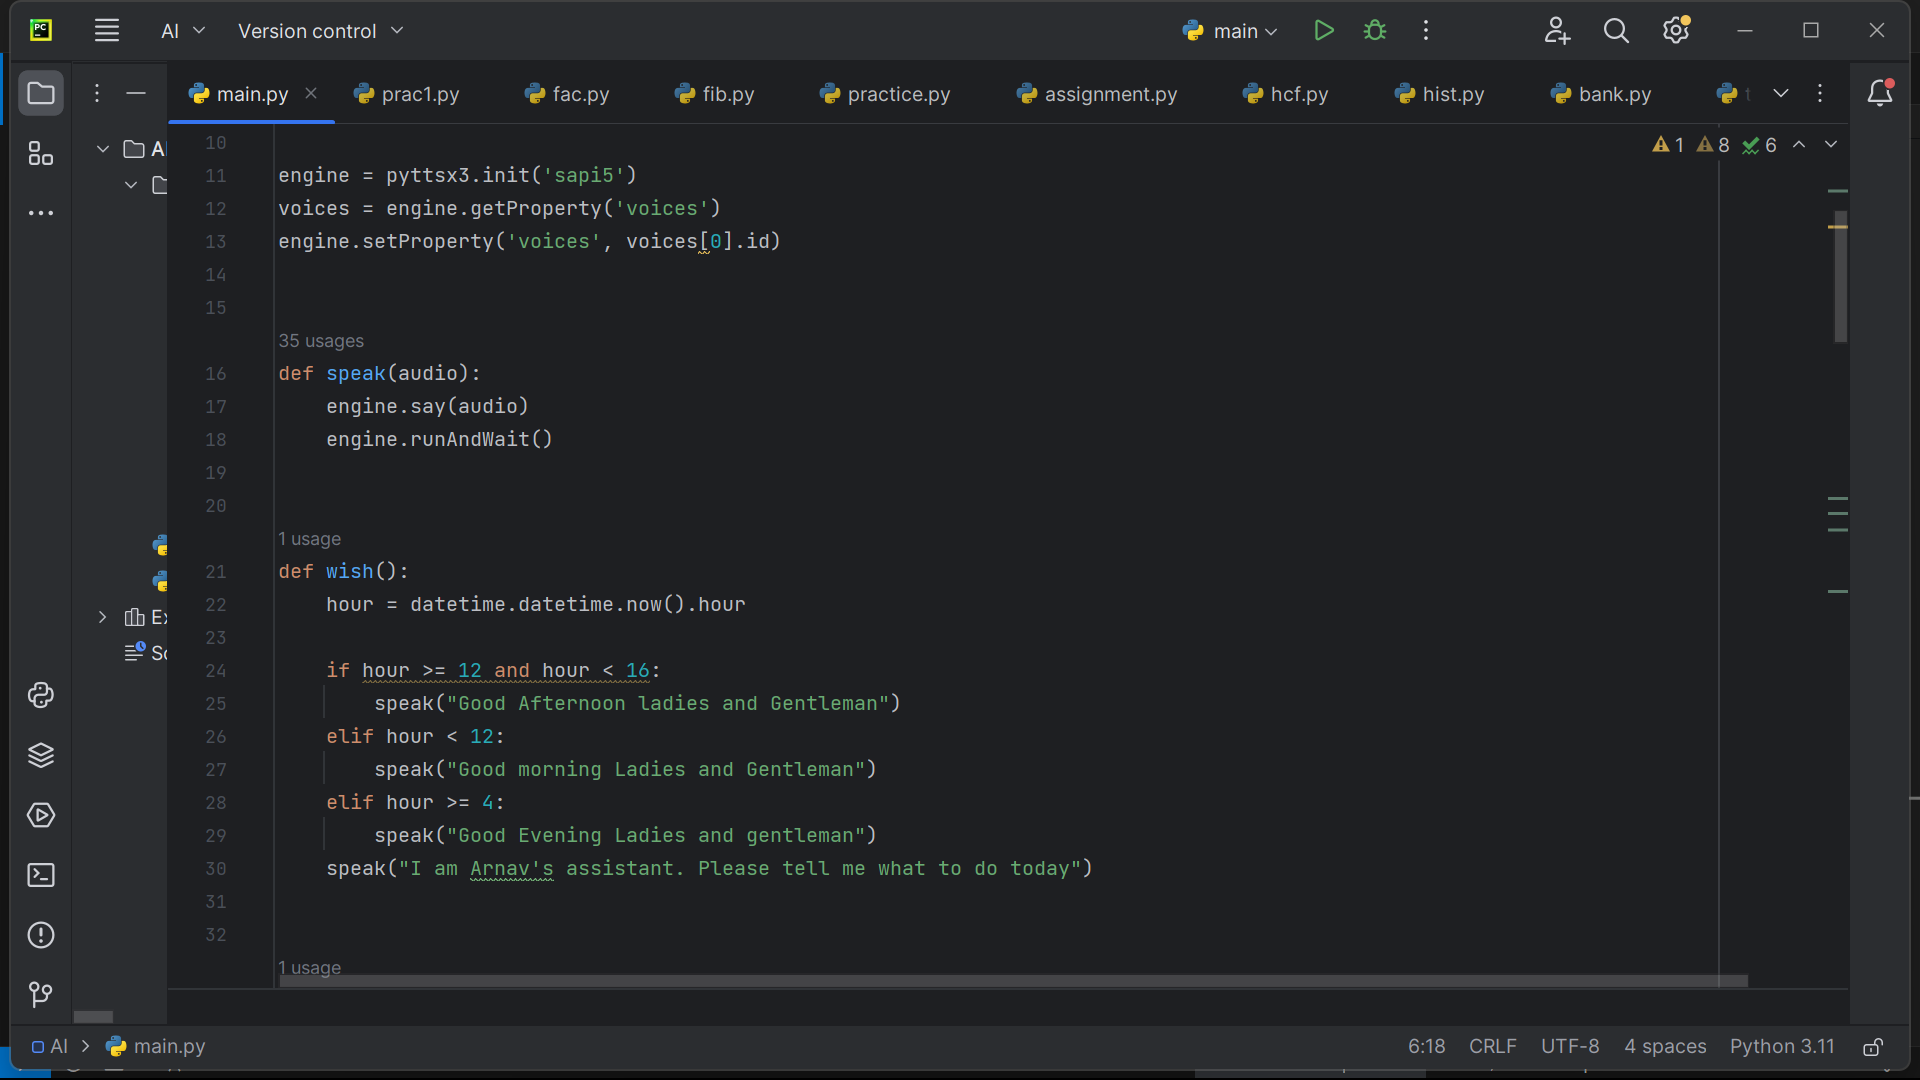 PC
AI
Version control
main
main.py
prac1.py
fac.py
fib.py
practice.py
assignment.py
hcf.py
hist.py
bank.py
1 8 6
10
11 engine = pyttsx3.init('sapi5')
12 voices = engine.getProperty('voices')
13 engine.setProperty('voices', voices[0].id)
14
15
35 usages
16 def speak(audio):
17 engine.say(audio)
18 engine.runAndWait()
19
20
1 usage
21 def wish():
22 hour = datetime.datetime.now().hour
23
24 if hour >= 12 and hour < 16:
25 speak("Good Afternoon ladies and Gentleman")
26 elif hour < 12:
27 speak("Good morning Ladies and Gentleman")
28 elif hour >= 4:
29 speak("Good Evening Ladies and gentleman")
30 speak("I am Arnav's assistant. Please tell me what to do today")
31
32
1 usage
AI > main.py
6:18 CRLF UTF-8 4 spaces Python 3.11